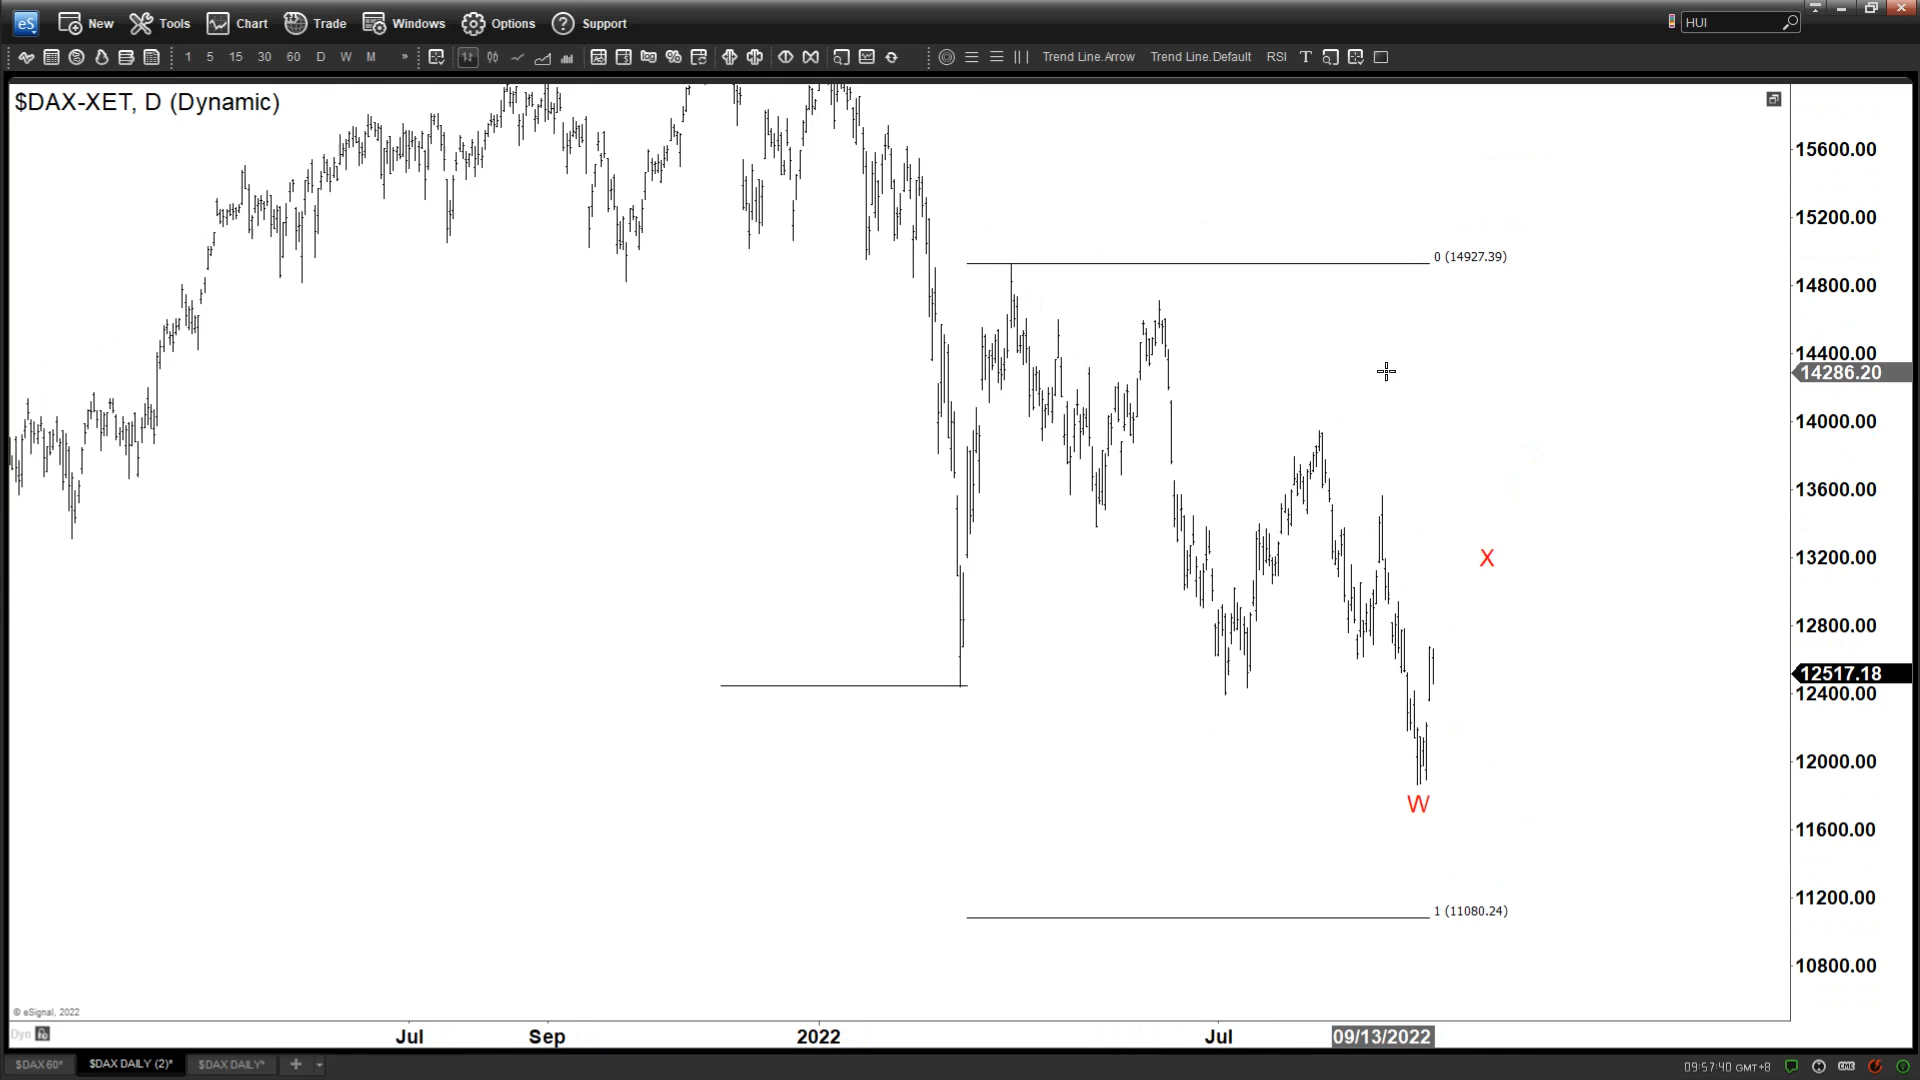 eS New Tools Chart Trade Windows Options Support HUI
1 5 15 30 60 D W M » log % Trend Line.Arrow Trend Line.Default RSI T
$DAX-XET, D (Dynamic)
15600.00
15200.00
0 (14927.39)
14800.00
14400.00
14286.20
14000.00
13600.00
X
13200.00
12800.00
12517.18
12400.00
12000.00
W
11600.00
1 (11080.24)
11200.00
10800.00
© eSignal, 2022
Dyn Jul Sep 2022 Jul 09/13/2022
$DAX 60* $DAX DAILY (2)* $DAX DAILY* + 09:57:40 GMT+8